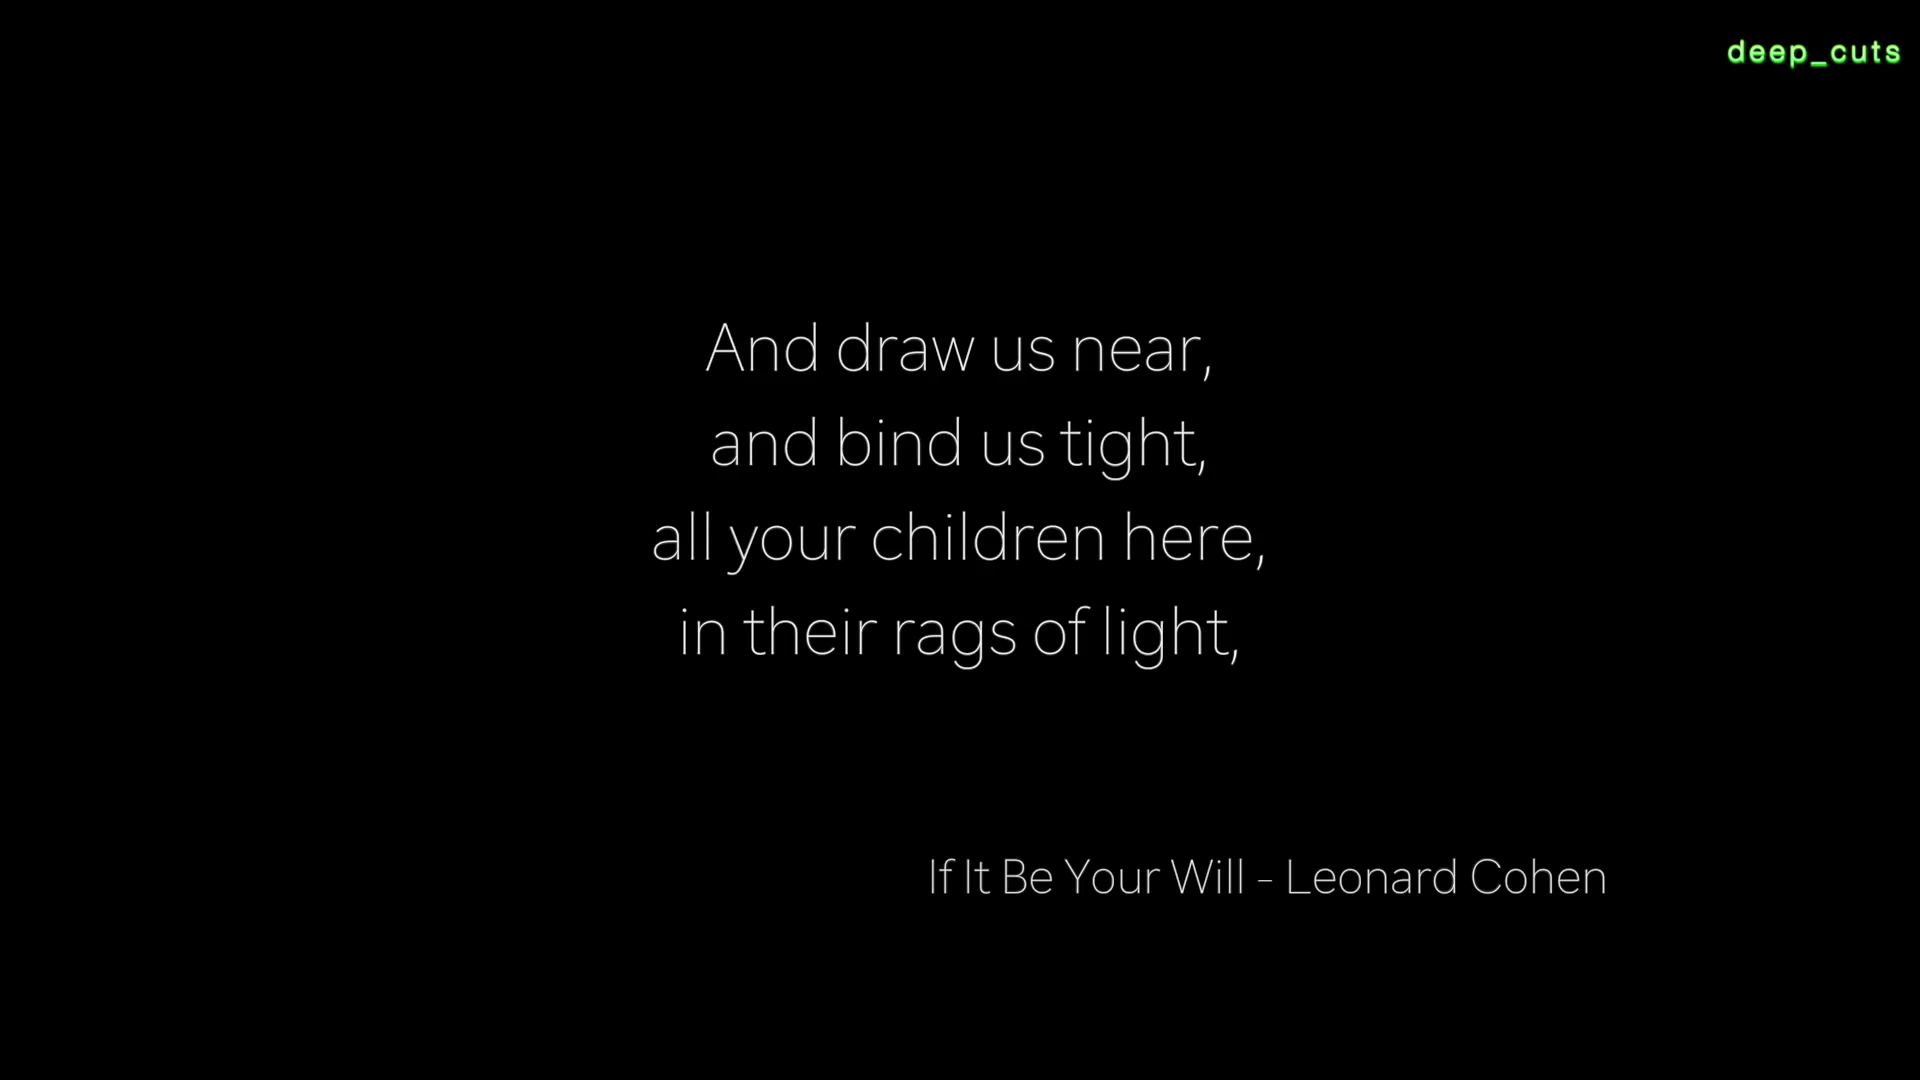 deep_cuts
And draw us near,
and bind us tight,
all your children here,
in their rags of light,
If It Be Your Will - Leonard Cohen